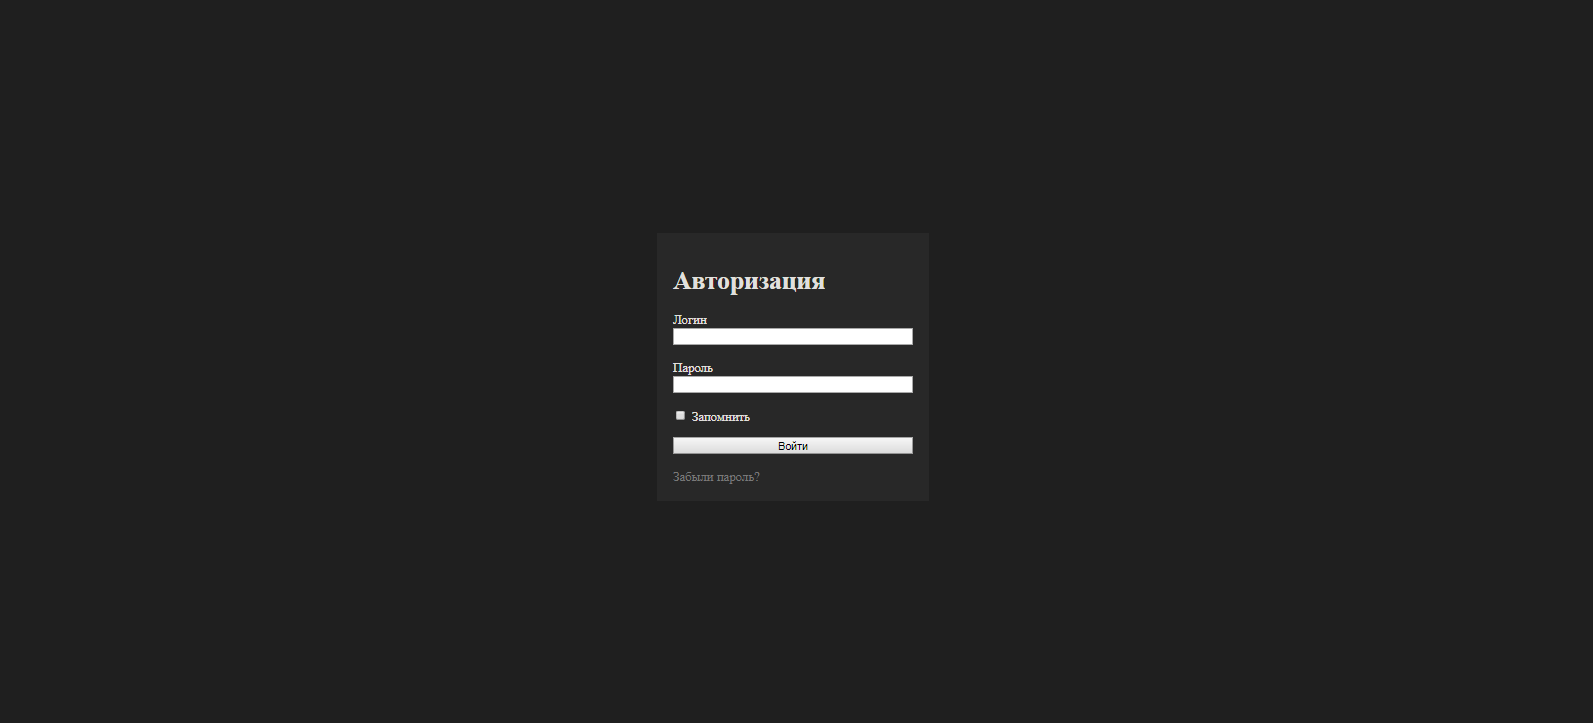 Авторизация
Логин
Пароль
Запомнить
Войти
Забыли пароль?